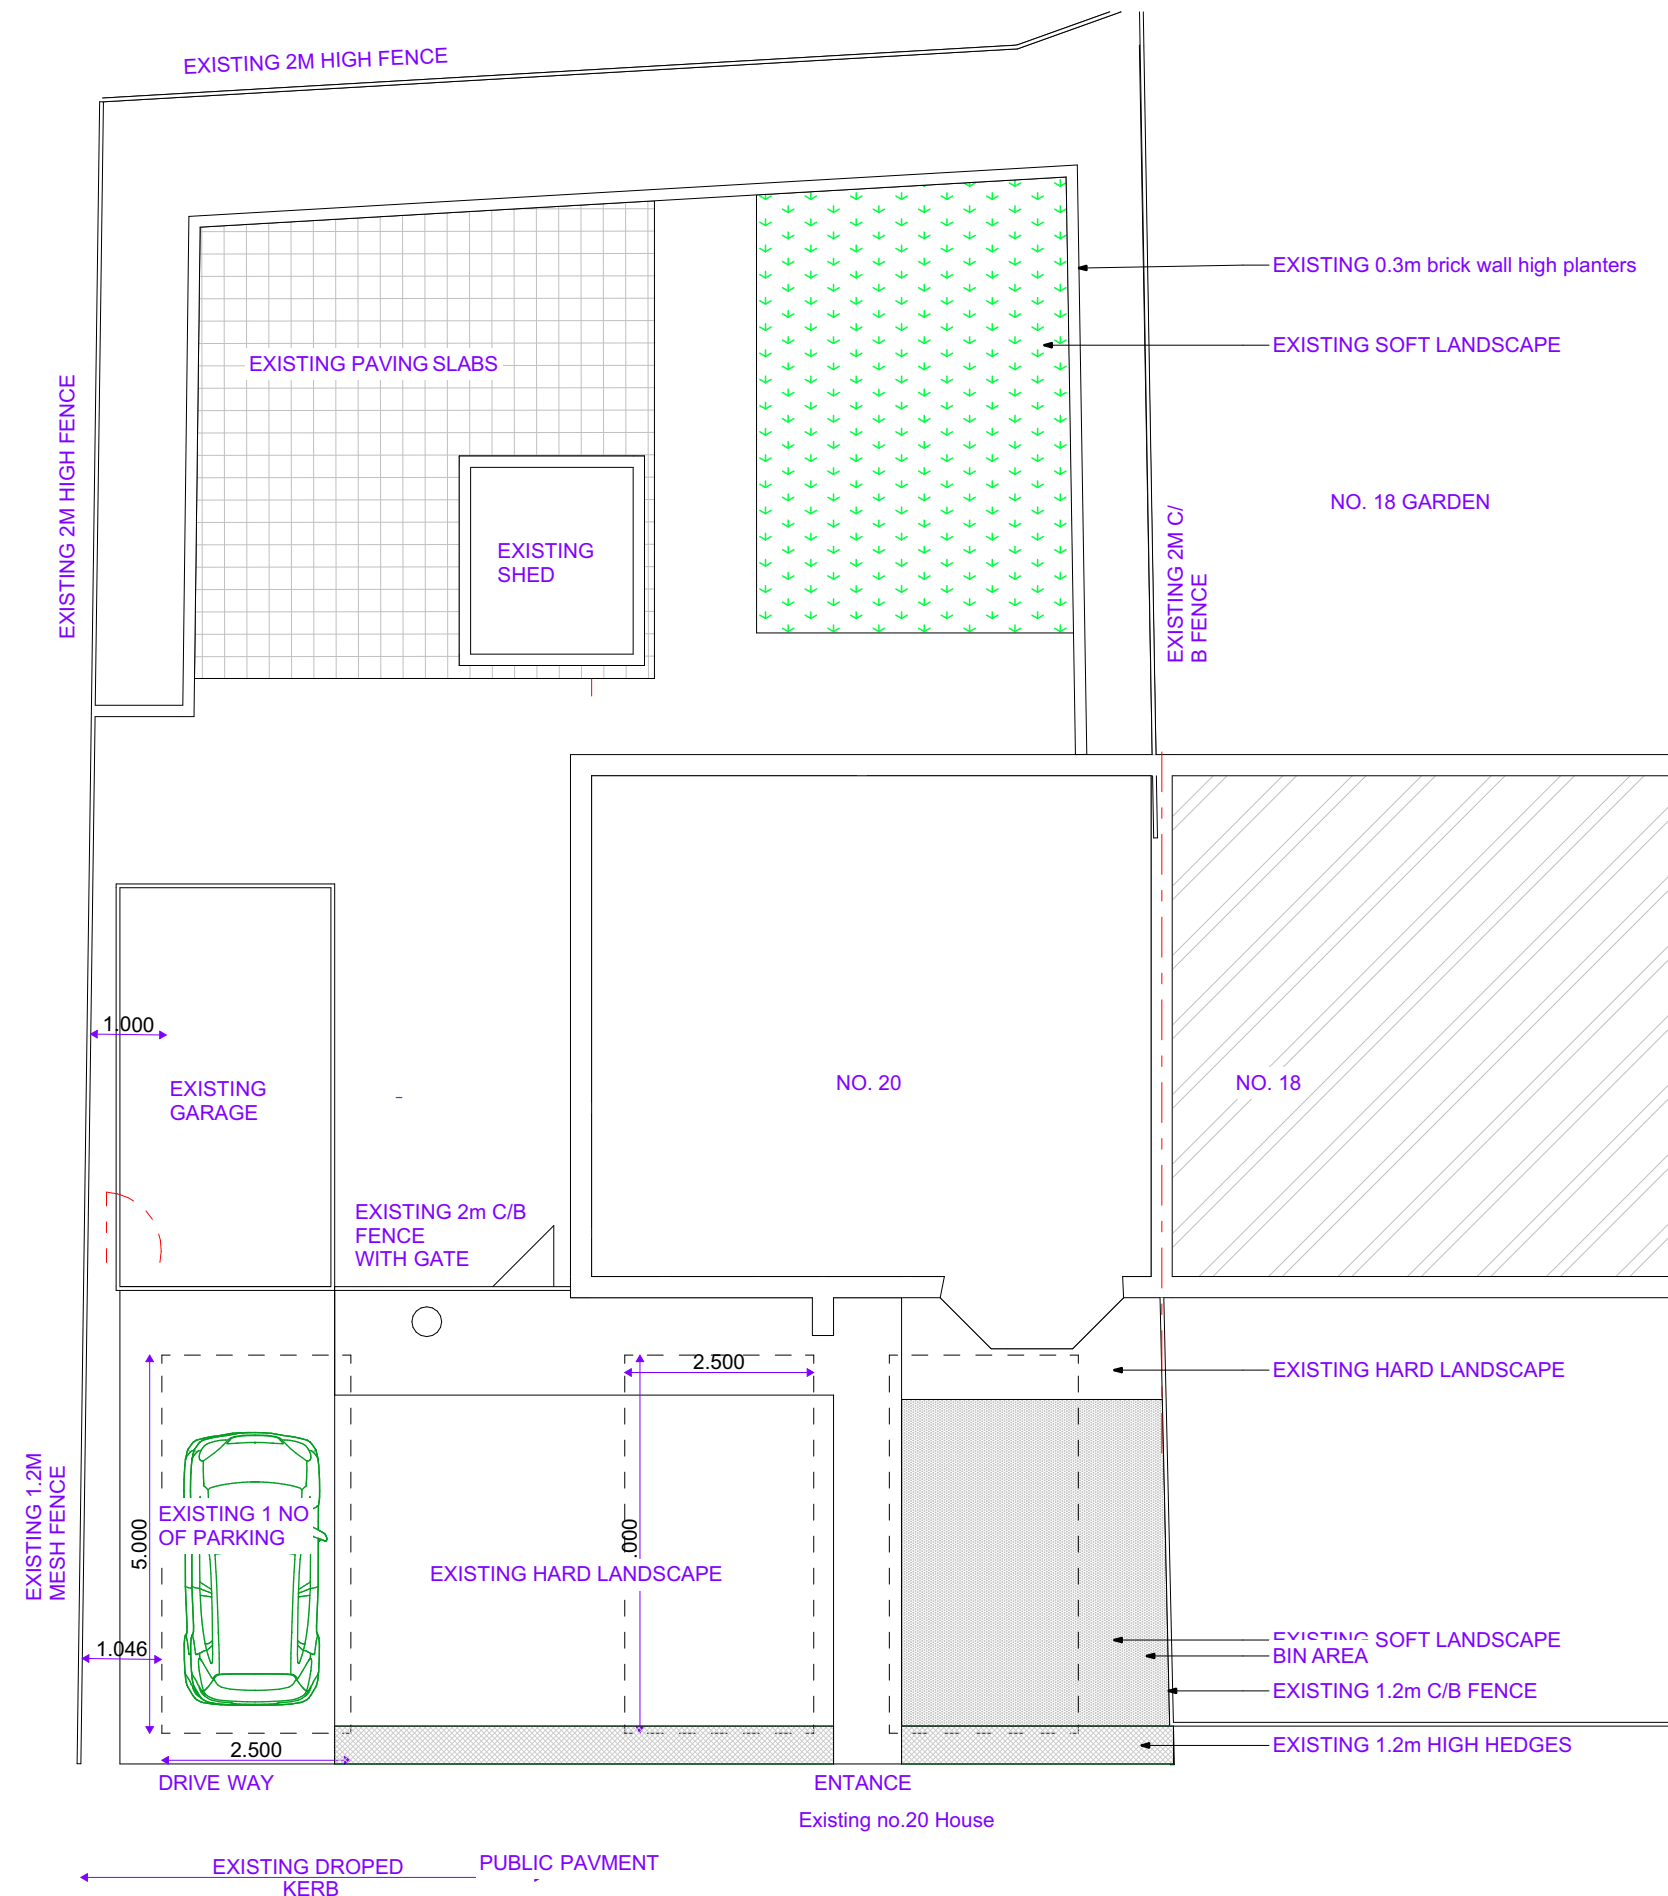 EXISTING 2M HIGH FENCE
EXISTING 0.3m brick wall high planters
EXISTING SOFT LANDSCAPE
EXISTING PAVING SLABS
EXISTING 2M HIGH FENCE
NO. 18 GARDEN
EXISTING 2M C/
B FENCE
EXISTING
SHED
1.000
EXISTING
GARAGE
NO. 20
NO. 18
EXISTING 2m C/B
FENCE
WITH GATE
2.500
EXISTING HARD LANDSCAPE
EXISTING 1.2M
MESH FENCE
5.000
EXISTING 1 NO
OF PARKING
.000
EXISTING HARD LANDSCAPE
1.046
EXISTING SOFT LANDSCAPE
BIN AREA
EXISTING 1.2m C/B FENCE
EXISTING 1.2m HIGH HEDGES
2.500
DRIVE WAY
ENTANCE
Existing no.20 House
EXISTING DROPED
KERB
PUBLIC PAVMENT